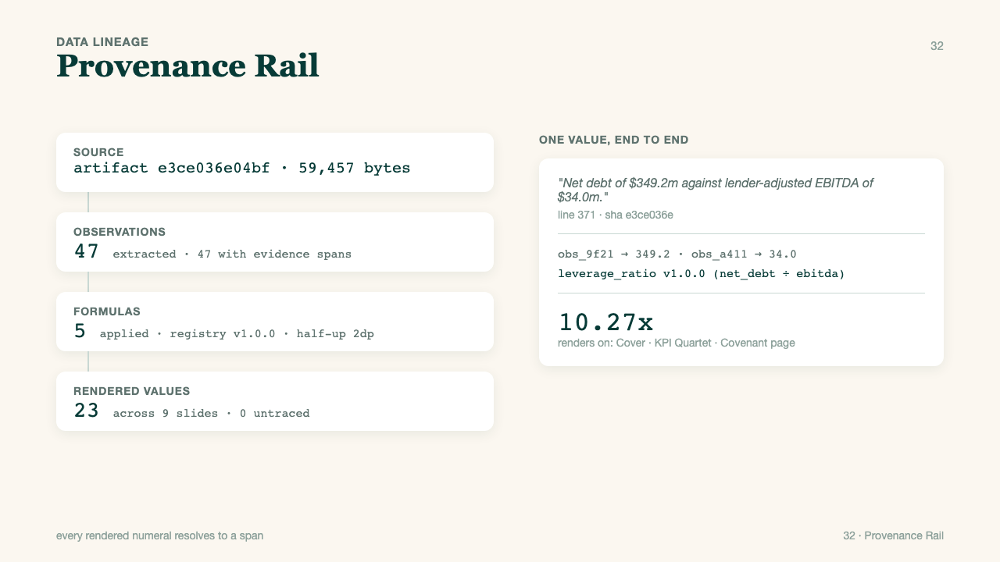 DATA LINEAGE
Provenance Rail
32
SOURCE
artifact e3ce036e04bf · 59,457 bytes
OBSERVATIONS
47 extracted · 47 with evidence spans
FORMULAS
5 applied · registry v1.0.0 · half-up 2dp
RENDERED VALUES
23 across 9 slides · 0 untraced
ONE VALUE, END TO END
"Net debt of $349.2m against lender-adjusted EBITDA of
$34.0m."
line 371 · sha e3ce036e
obs_9f21 → 349.2 · obs_a411 → 34.0
leverage_ratio v1.0.0 (net_debt ÷ ebitda)
10.27x
renders on: Cover · KPI Quartet · Covenant page
every rendered numeral resolves to a span
32 · Provenance Rail